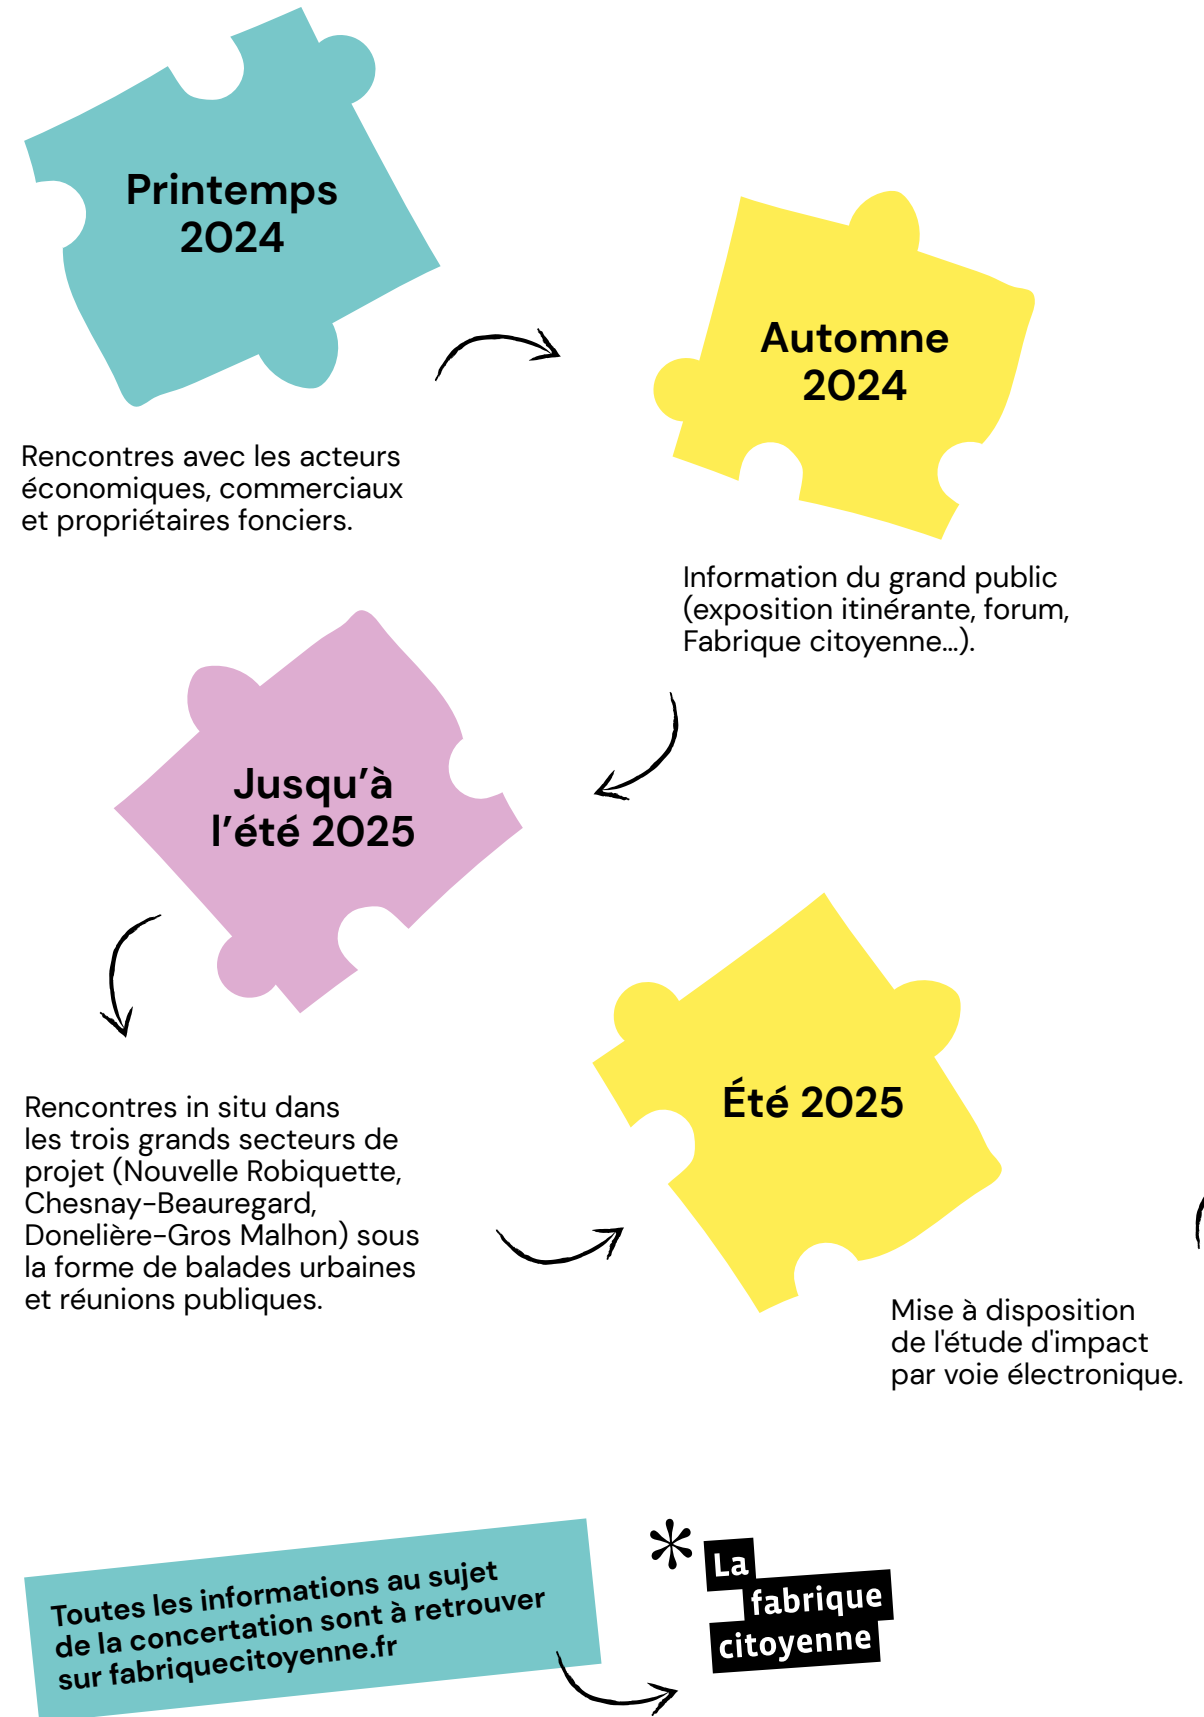 Printemps
2024
Rencontres avec les acteurs
économiques, commerciaux
et propriétaires fonciers.
Automne
2024
Information du grand public
(exposition itinérante, forum,
Fabrique citoyenne...).
Jusqu’à
l’été 2025
Rencontres in situ dans
les trois grands secteurs de
projet (Nouvelle Robiquette,
Chesnay-Beauregard,
Donelière-Gros Malhon) sous
la forme de balades urbaines
et réunions publiques.
Été 2025
Mise à disposition
de l'étude d'impact
par voie électronique.
Toutes les informations au sujet
de la concertation sont à retrouver
sur fabriquecitoyenne.fr
* La
fabrique
citoyenne